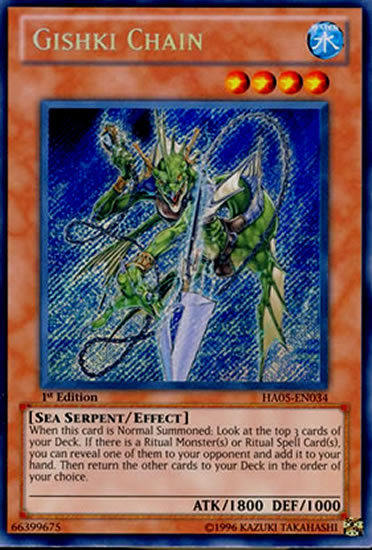 Gishki Chain
WATER
水
1st Edition
HA05-EN034
[Sea Serpent/Effect]
When this card is Normal Summoned: Look at the top 3 cards of
your Deck. If there is a Ritual Monster(s) or Ritual Spell Card(s),
you can reveal one of them to your opponent and add it to your
hand. Then return the other cards to your Deck in the order of
your choice.
ATK/1800 DEF/1000
66399675
©1996 KAZUKI TAKAHASHI